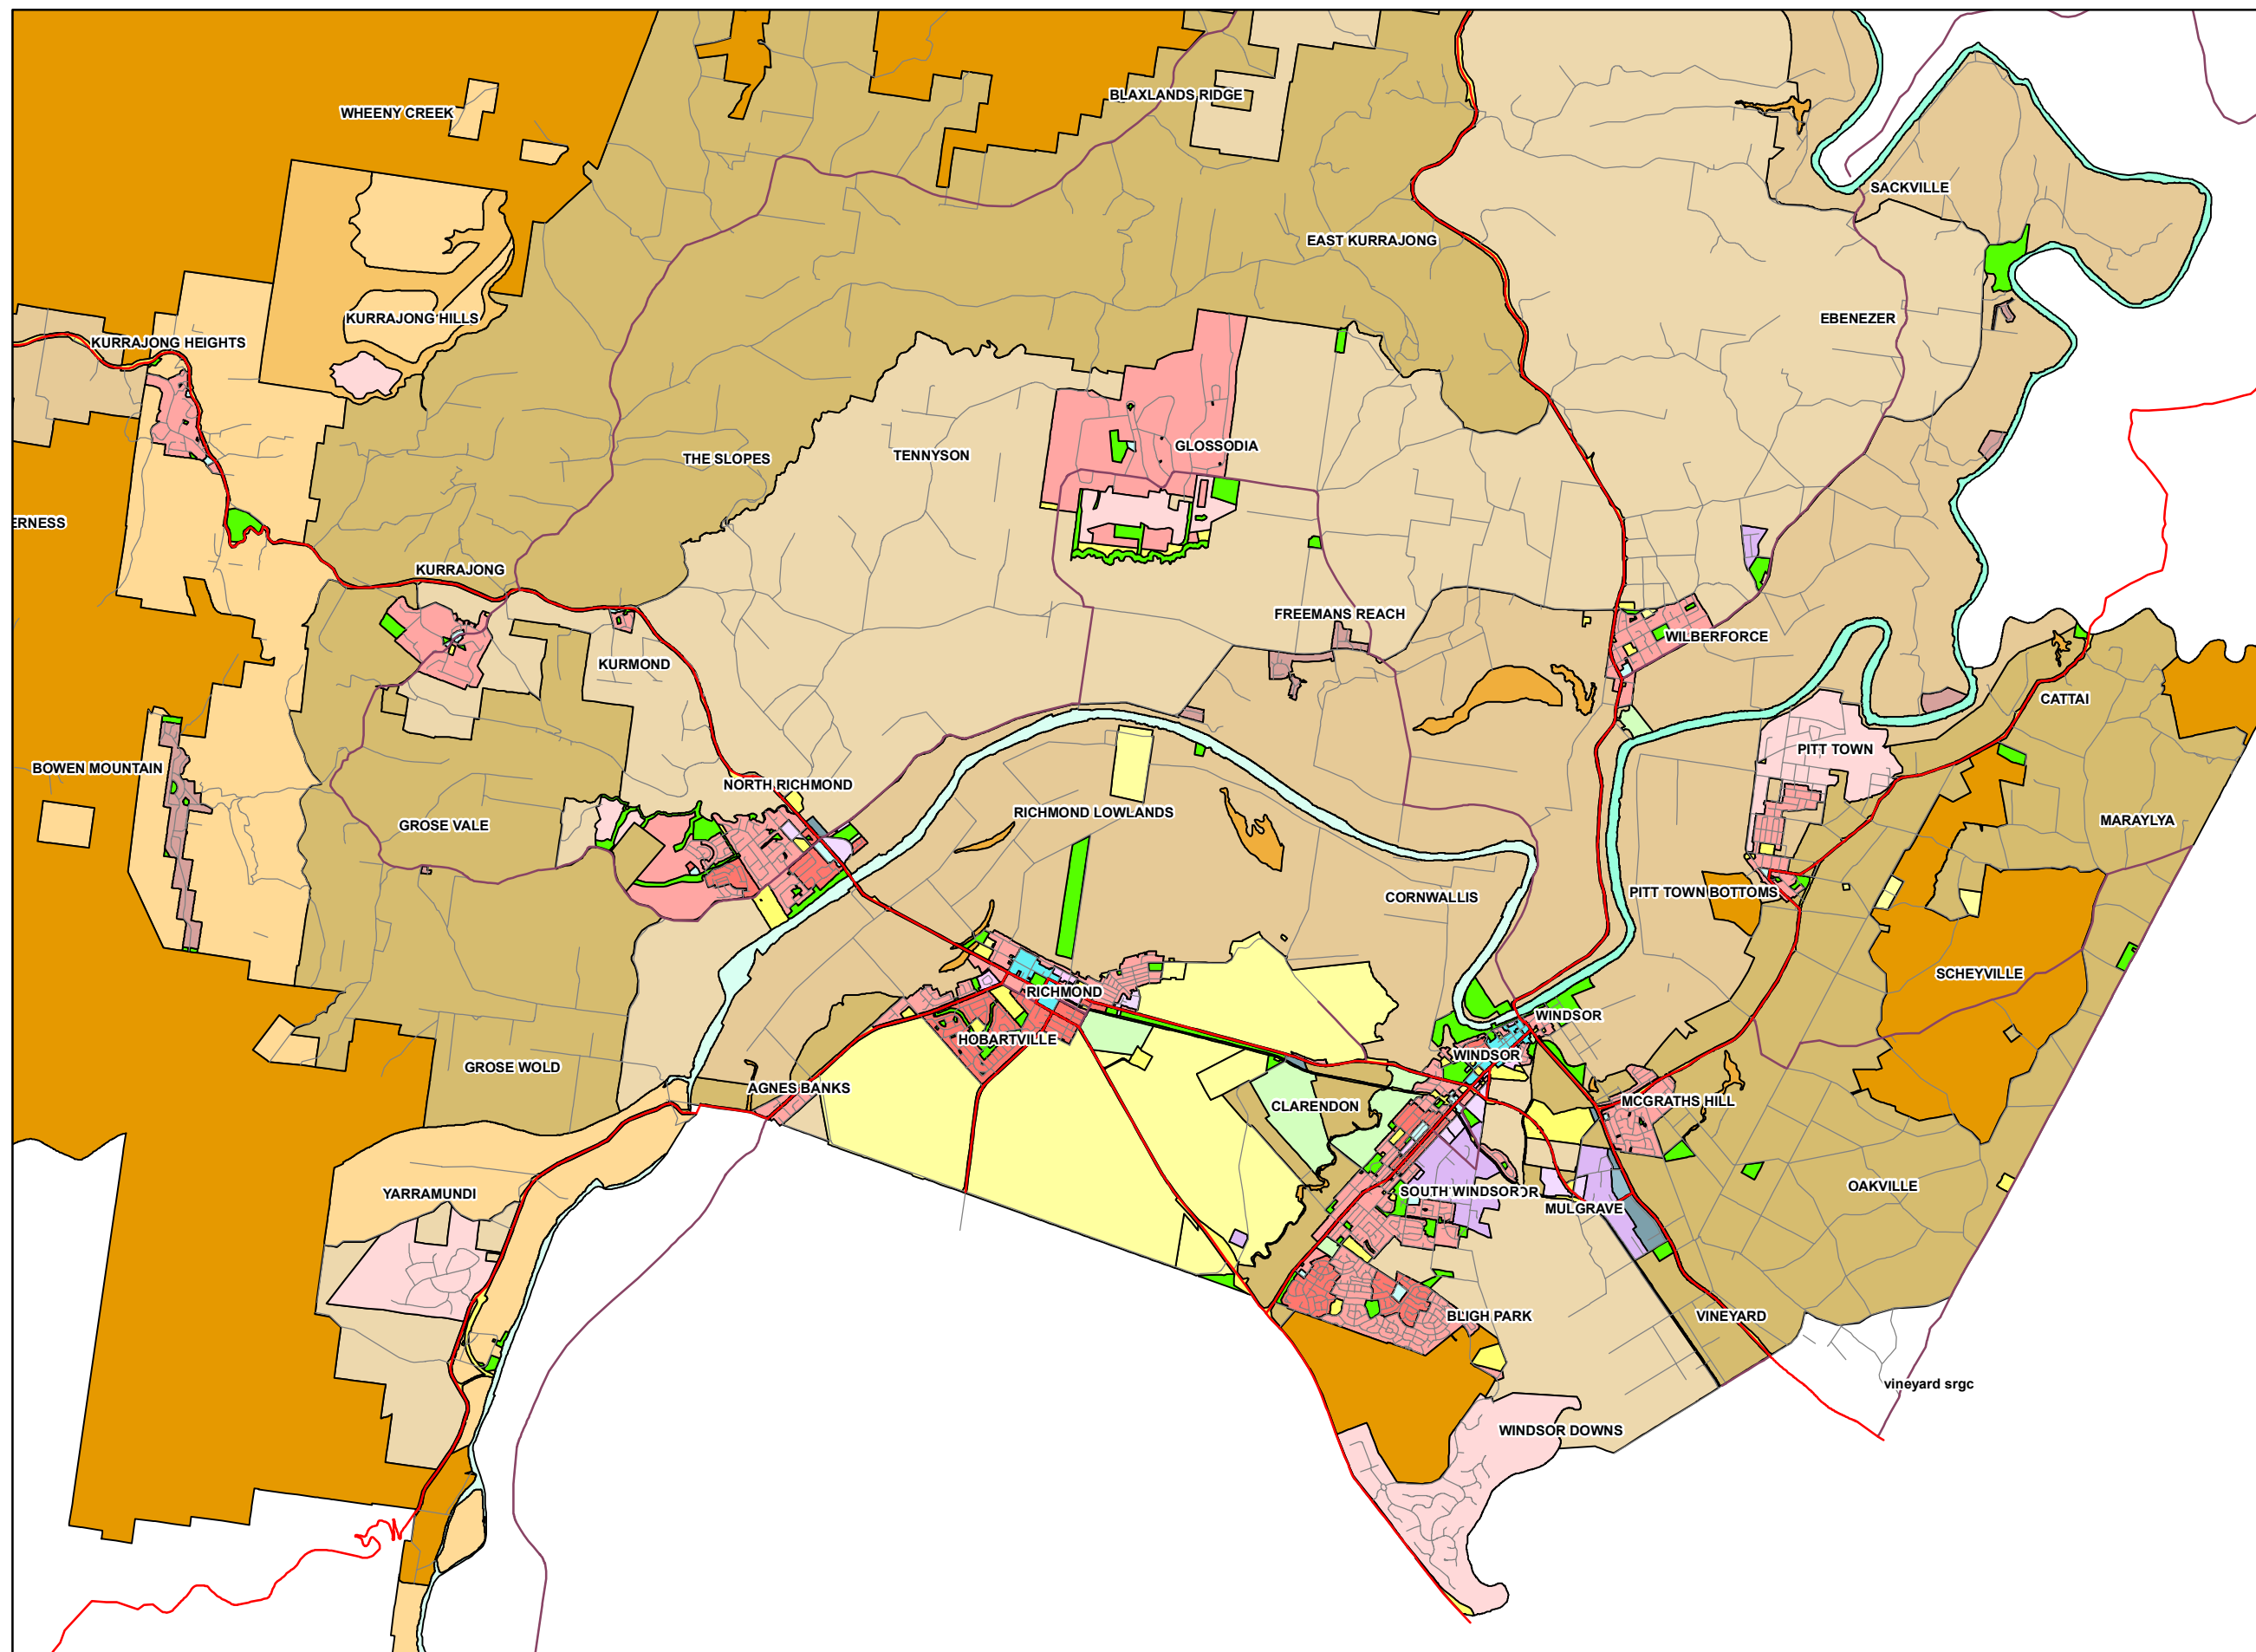 WHEENY CREEK
BLAXLANDS RIDGE
SACKVILLE
EAST KURRAJONG
KURRAJONG HILLS
EBENEZER
KURRAJONG HEIGHTS
GLOSSODIA
THE SLOPES
TENNYSON
ERNESS
KURRAJONG
FREEMANS REACH
WILBERFORCE
KURMOND
CATTAI
PITT TOWN
BOWEN MOUNTAIN
NORTH RICHMOND
RICHMOND LOWLANDS
GROSE VALE
MARAYLYA
PITT TOWN BOTTOMS
CORNWALLIS
SCHEYVILLE
RICHMOND
WINDSOR
HOBARTVILLE
WINDSOR
GROSE WOLD
AGNES BANKS
MCGRATHS HILL
CLARENDON
OAKVILLE
YARRAMUNDI
SOUTH WINDSOR
OR
MULGRAVE
BLIGH PARK
VINEYARD
vineyard srgc
WINDSOR DOWNS